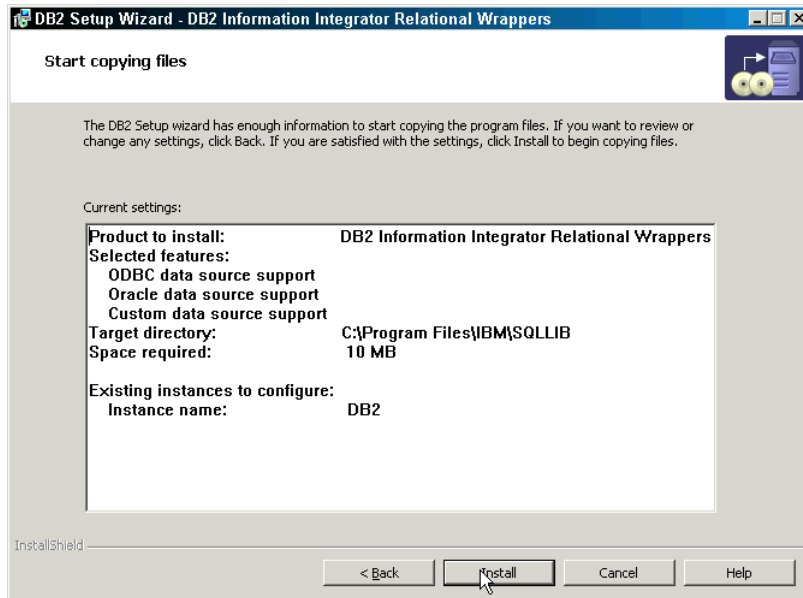 DB2 Setup Wizard - DB2 Information Integrator Relational Wrappers
Start copying files
The DB2 Setup wizard has enough information to start copying the program files. If you want to review or
change any settings, click Back. If you are satisfied with the settings, click Install to begin copying files.
Current settings:
Product to install: DB2 Information Integrator Relational Wrappers
Selected features:
ODBC data source support
Oracle data source support
Custom data source support
Target directory: C:\Program Files\IBM\SQLLIB
Space required: 10 MB
Existing instances to configure:
Instance name: DB2
InstallShield
< Back Install Cancel Help